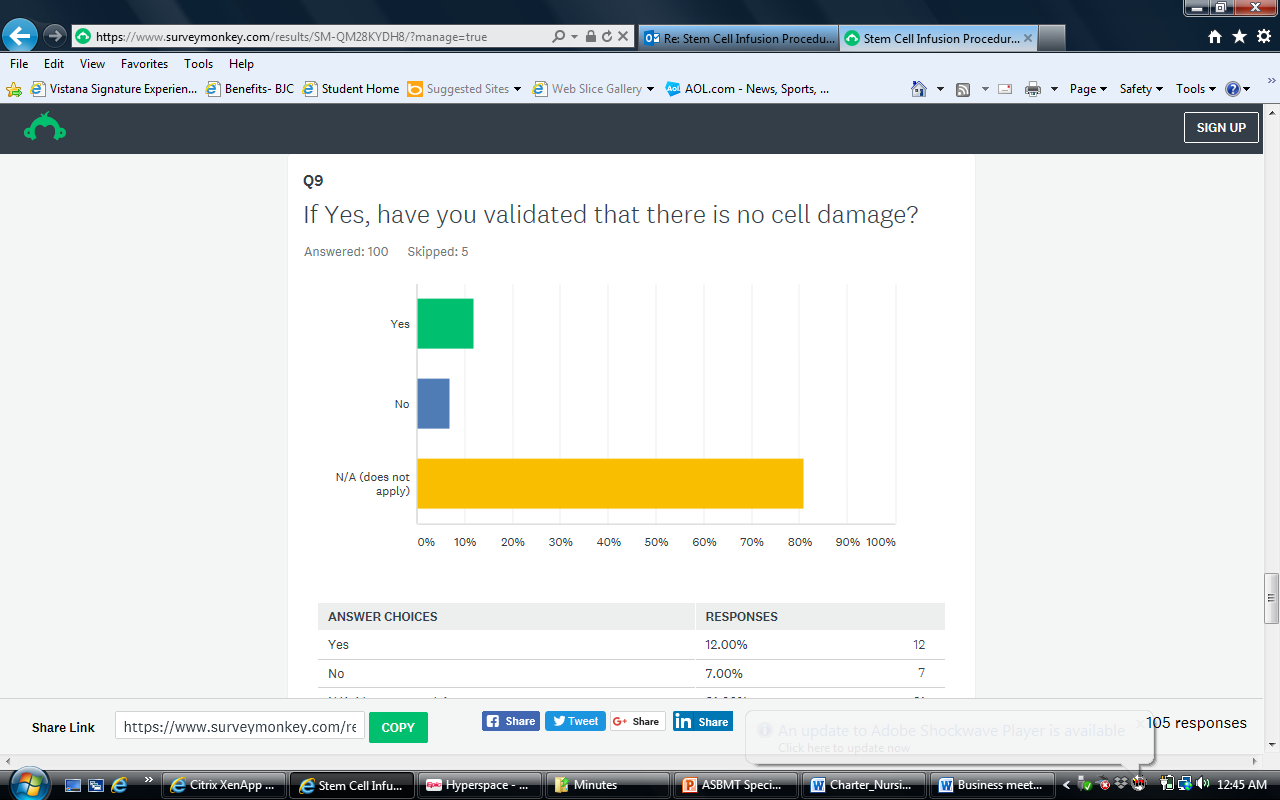 https://www.surveymonkey.com/results/SM-QM28KYDH8/?manage=true
Re: Stem Cell Infusion Procedu...
Stem Cell Infusion Procedur...
File Edit View Favorites Tools Help
Vistana Signature Experien... Benefits- BJC Student Home Suggested Sites Web Slice Gallery AOL.com - News, Sports, ... Page Safety Tools
SIGN UP
Q9
If Yes, have you validated that there is no cell damage?
Answered: 100 Skipped: 5
Yes
No
N/A (does not
apply)
0% 10% 20% 30% 40% 50% 60% 70% 80% 90% 100%
ANSWER CHOICES RESPONSES
Yes 12.00% 12
No 7.00% 7
Share Link https://www.surveymonkey.com/re COPY Share Tweet Share Share 105 responses
An update to Adobe Shockwave Player is available
Click here to update now
Citrix XenApp ... Stem Cell Infu... Hyperspace - ... Minutes ASBMT Speci... Charter_Nursi... Business meet... 12:45 AM